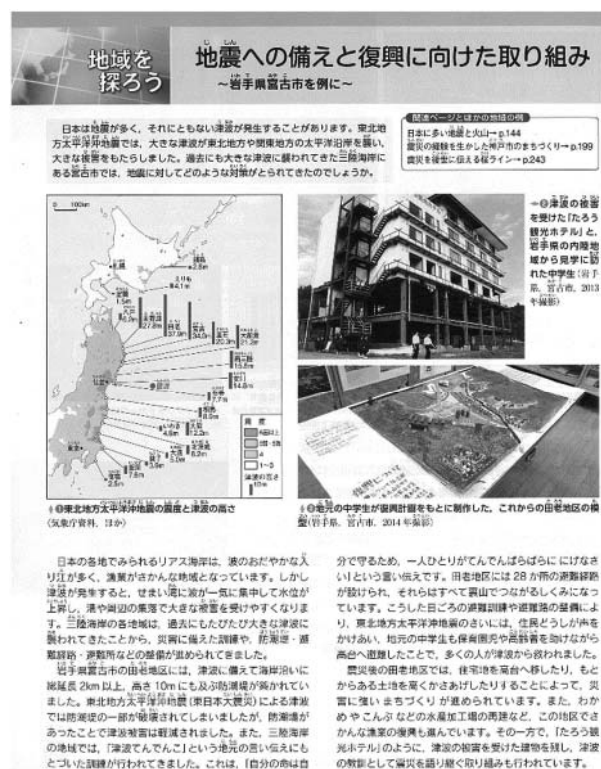 地域を
探ろう
地震への備えと復興に向けた取り組み
～岩手県宮古市を例に～
日本は地震が多く、それにともない津波が発生することがあります。東北地
方太平洋沖地震では、大きな津波が東北地方や関東地方の太平洋沿岸を襲い、
大きな被害をもたらしました。過去にも大きな津波に襲われてきた三陸海岸に
ある宮古市では、地震に対してどのような対策がとられてきたのでしょうか。
関連ページとほかの地域の例
日本に多い地震と火山→p.144
震災の経験を生かした神戸市のまちづくり→p.199
震災を後世に伝える桜ライン→p.243
0 100km
札幌
えりも
4.1m
1.5m
八戸
宮古
仙台
多賀城
いわき
大洗
銚子
東京
震度
4
1～3
津波の高さ
10m
❷津波の被害
を受けた「たろう
観光ホテル」と、
岩手県の内陸地
域から見学に訪
れた中学生(岩手
県、宮古市、2013
年撮影)
❶東北地方太平洋沖地震の震度と津波の高さ
〈気象庁資料、ほか〉
❸地元の中学生が復興計画をもとに制作した、これからの田老地区の模
型(岩手県、宮古市、2014年撮影)
日本の各地でみられるリアス海岸は、波のおだやかな入
り江が多く、漁業がさかんな地域となっています。しかし
津波が発生すると、せまい湾に波が一気に集中して水位が
上昇し、港や周辺の集落で大きな被害を受けやすくなりま
す。三陸海岸の各地域は、過去にもたびたび大きな津波に
襲われてきたことから、災害に備えた訓練や、防潮堤・避
難経路・避難所などの整備が進められてきました。
岩手県宮古市の田老地区には、津波に備えて海岸沿いに
総延長2km以上、高さ10mにも及ぶ防潮堤が築かれてい
ました。東北地方太平洋沖地震(東日本大震災)による津波
では防潮堤の一部が破壊されてしまいましたが、防潮堤が
あったことで津波被害は軽減されました。また、三陸海岸
の地域では、「津波てんでんこ」という地元の言い伝えにも
とづいた訓練が行われてきました。これは、「自分の命は自
分で守るため、一人ひとりがてんでんばらばらに にげなさ
い」という言い伝えです。田老地区には28か所の避難経路
が設けられ、それらはすべて裏山でつながるしくみになっ
ています。こうした日ごろの避難訓練や避難路の整備によ
り、東北地方太平洋沖地震のさいには、住民どうしが声を
かけあい、地元の中学生も保育園児や高齢者を助けながら
高台へ避難したことで、多くの人が津波から救われました。
震災後の田老地区では、住宅地を高台へ移したり、もと
からある土地を高くかさあげしたりすることによって、災
害に強い まちづくり が進められています。また、わか
め や こんぶ などの水産加工場の再建など、この地区でさ
かんな漁業の復興も進んでいます。その一方で、「たろう観
光ホテル」のように、津波の被害を受けた建物を残し、津波
の教訓として震災を語り継ぐ取り組みも行われています。